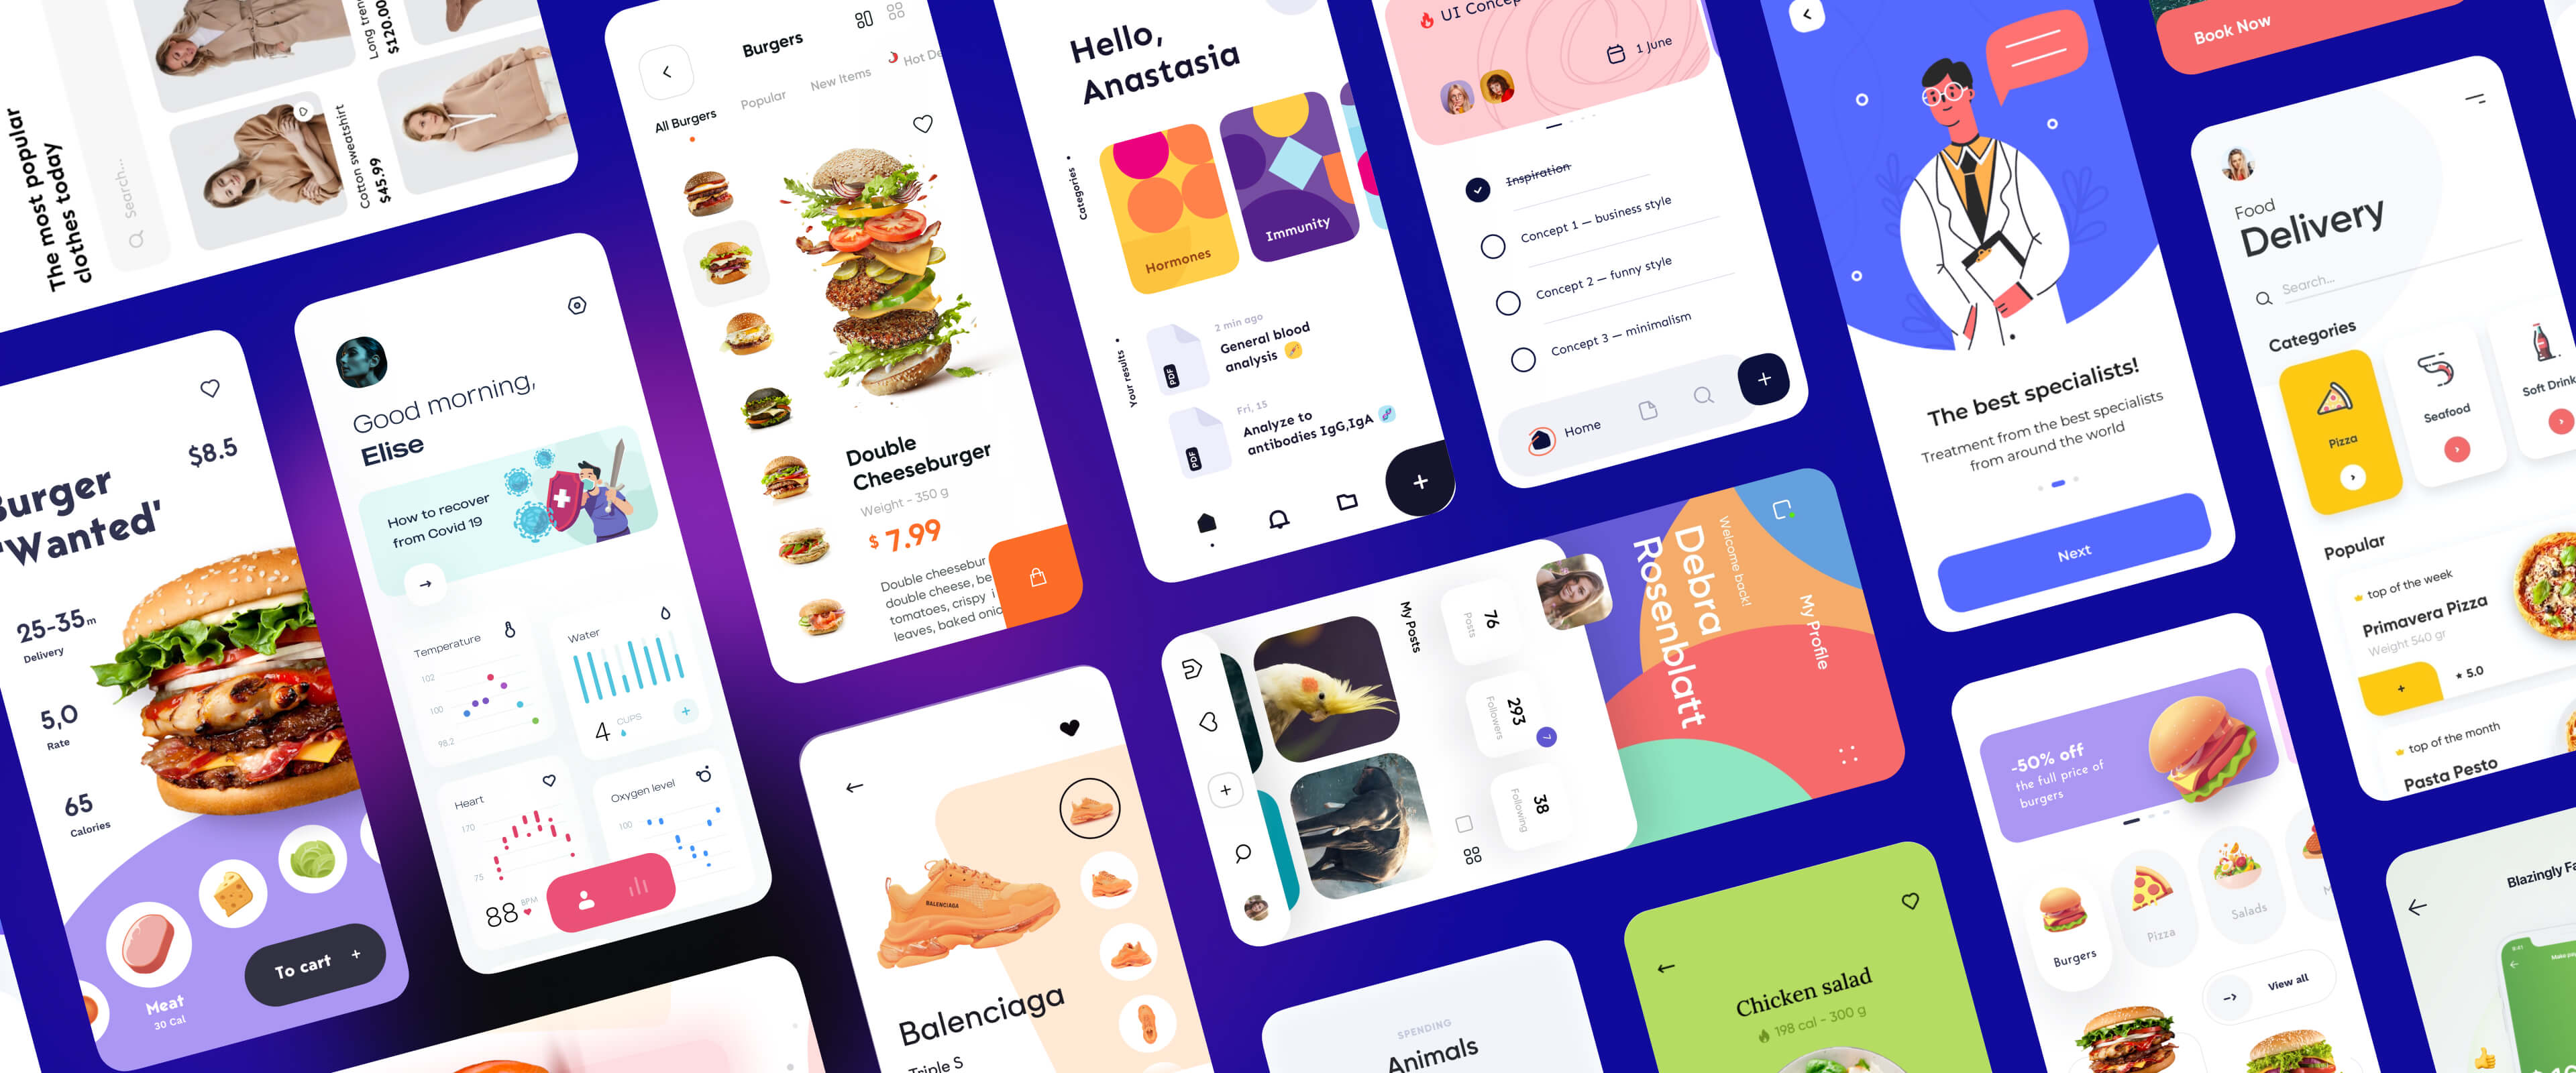 The most popular
clothes today
Search...
Long tren
$120.00
Cotton sweatshirt
$45.99
Burger
'Wanted'
$8.5
25-35m
Delivery
5,0
Rate
65
Calories
Meat
30 Cal
To cart +
Good morning,
Elise
How to recover
from Covid 19
Temperature
102
100
98.2
Water
4 CUPS
Heart
170
75
88 BPM
Oxygen level
100
Burgers
All Burgers
Popular
New Items
Hot De
Double
Cheeseburger
Weight - 350 g
$ 7.99
Double cheesebur
double cheese, be
tomatoes, crispy i
leaves, baked onic
BALENCIAGA
Balenciaga
Triple S
Hello,
Anastasia
Categories •
Hormones
Immunity
Your results •
2 min ago
General blood
analysis
PDF
Fri, 15
Analyze to
antibodies IgG,IgA
PDF
UI Concep
1 June
Inspiration
Concept 1 — business style
Concept 2 — funny style
Concept 3 — minimalism
Home
My Profile
Welcome back!
Debra
Rosenblatt
76
Posts
293
Followers
7
38
Following
My Posts
SPENDING
Animals
Chicken salad
198 cal - 300 g
The best specialists!
Treatment from the best specialists
from around the world
Next
-50% off
the full price of
burgers
Burgers
Pizza
Salads
View all
Book Now
Food
Delivery
Search...
Categories
Pizza
Seafood
Soft Drink
Popular
top of the week
Primavera Pizza
Weight 540 gr
5.0
top of the month
Pasta Pesto
Blazingly Fa